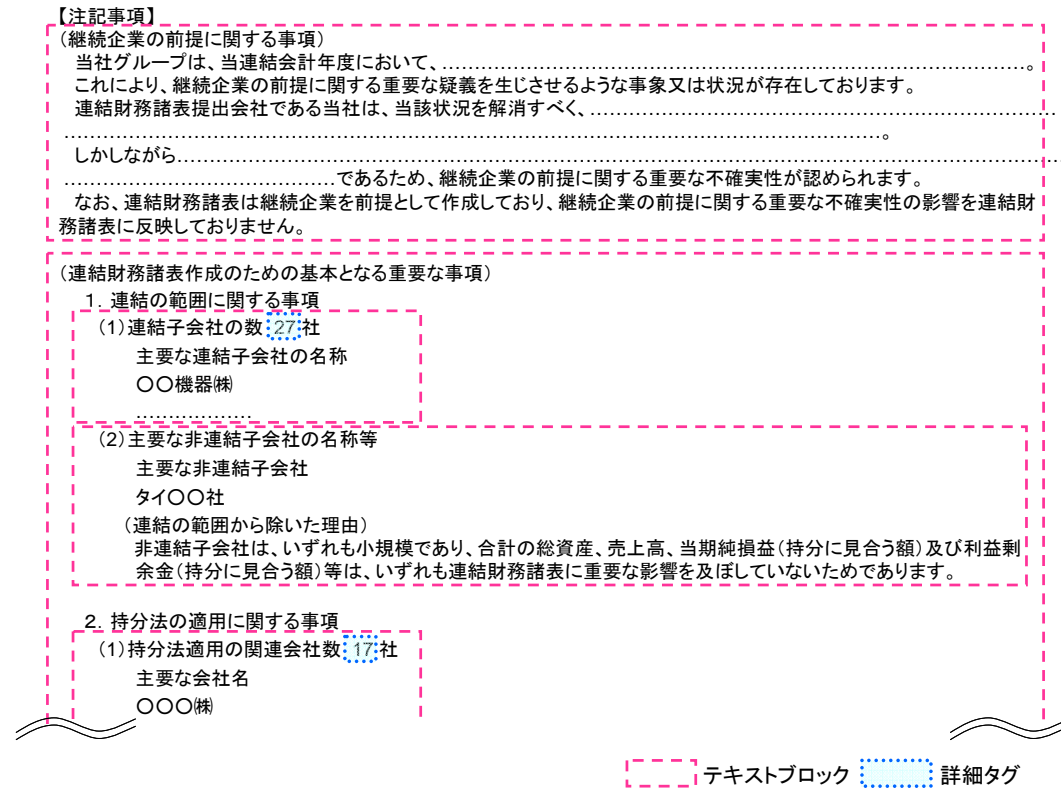 【注記事項】
（継続企業の前提に関する事項）
当社グループは、当連結会計年度において、…………………………………………………………………………。
これにより、継続企業の前提に関する重要な疑義を生じさせるような事象又は状況が存在しております。
連結財務諸表提出会社である当社は、当該状況を解消すべく、……………………………………………………………
…………………………………………………………………………………………………………。
しかしながら…………………………………………………………………………………………………………………
…………………………………であるため、継続企業の前提に関する重要な不確実性が認められます。
なお、連結財務諸表は継続企業を前提として作成しており、継続企業の前提に関する重要な不確実性の影響を連結財
務諸表に反映しておりません。
（連結財務諸表作成のための基本となる重要な事項）
１．連結の範囲に関する事項
（１）連結子会社の数 27 社
主要な連結子会社の名称
〇〇機器㈱
………………
（２）主要な非連結子会社の名称等
主要な非連結子会社
タイ〇〇社
（連結の範囲から除いた理由）
非連結子会社は、いずれも小規模であり、合計の総資産、売上高、当期純損益（持分に見合う額）及び利益剰
余金（持分に見合う額）等は、いずれも連結財務諸表に重要な影響を及ぼしていないためであります。
２．持分法の適用に関する事項
（１）持分法適用の関連会社数 17 社
主要な会社名
〇〇〇㈱
テキストブロック 詳細タグ